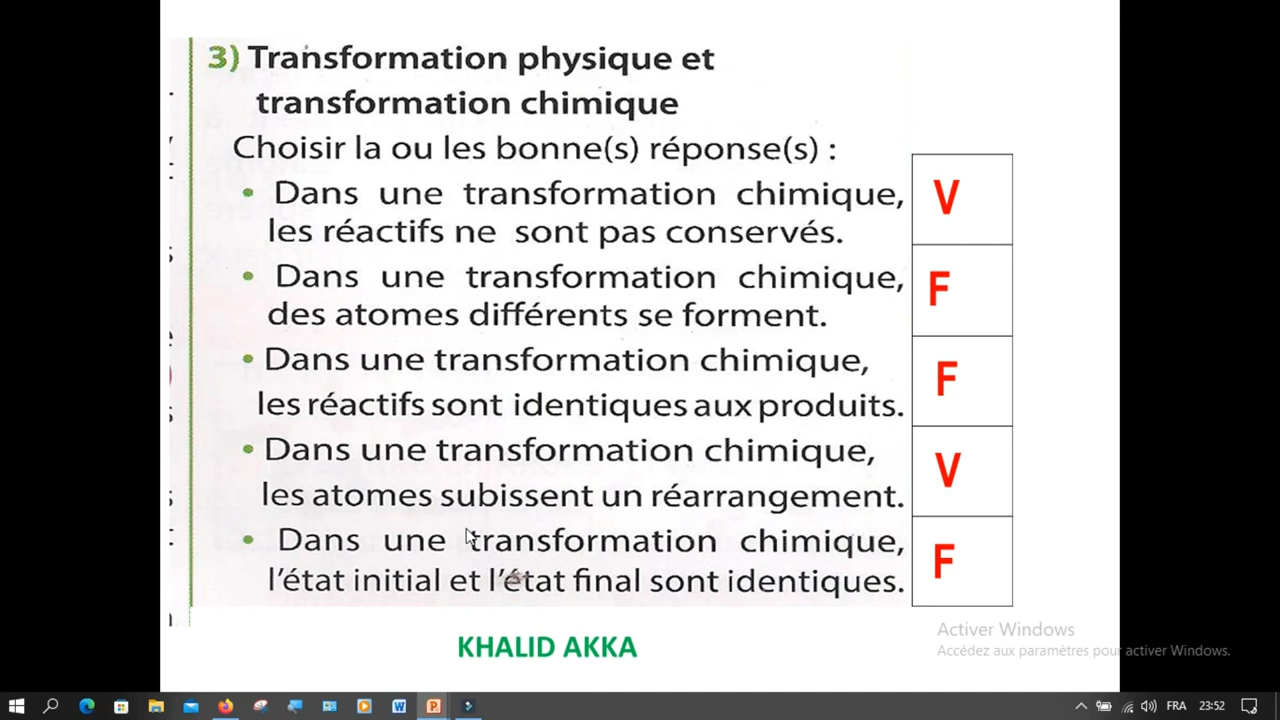 3) Transformation physique et
transformation chimique
Choisir la ou les bonne(s) réponse(s) :
• Dans une transformation chimique,
les réactifs ne sont pas conservés.
V
• Dans une transformation chimique,
des atomes différents se forment.
F
• Dans une transformation chimique,
les réactifs sont identiques aux produits.
F
• Dans une transformation chimique,
les atomes subissent un réarrangement.
V
• Dans une transformation chimique,
l'état initial et l'état final sont identiques.
F
KHALID AKKA
Activer Windows
Accédez aux paramètres pour activer Windows.
FRA
23:52